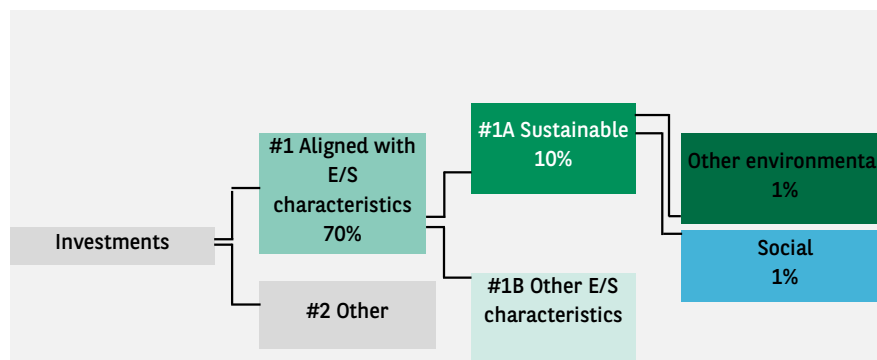 Investments
#1 Aligned with
E/S
characteristics
70%
#2 Other
#1A Sustainable
10%
#1B Other E/S
characteristics
Other environmenta
1%
Social
1%